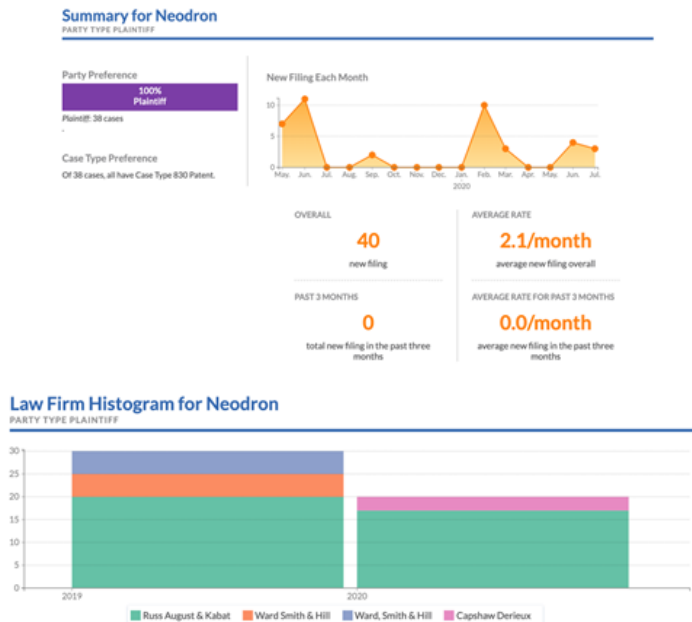 Summary for Neodron
PARTY TYPE PLAINTIFF
Party Preference
100%
Plaintiff
Plaintiff: 38 cases
-
Case Type Preference
Of 38 cases, all have Case Type 830 Patent.
New Filing Each Month
10
5
0
May. Jun. Jul. Aug. Sep. Oct. Nov. Dec. Jan. Feb. Mar. Apr. May. Jun. Jul.
2020
OVERALL
40
new filing
AVERAGE RATE
2.1/month
average new filing overall
PAST 3 MONTHS
0
total new filing in the past three
months
AVERAGE RATE FOR PAST 3 MONTHS
0.0/month
average new filing in the past three
months
Law Firm Histogram for Neodron
PARTY TYPE PLAINTIFF
30
25
20
15
10
5
0
2019 2020
Russ August & Kabat Ward Smith & Hill Ward, Smith & Hill Capshaw Derieux